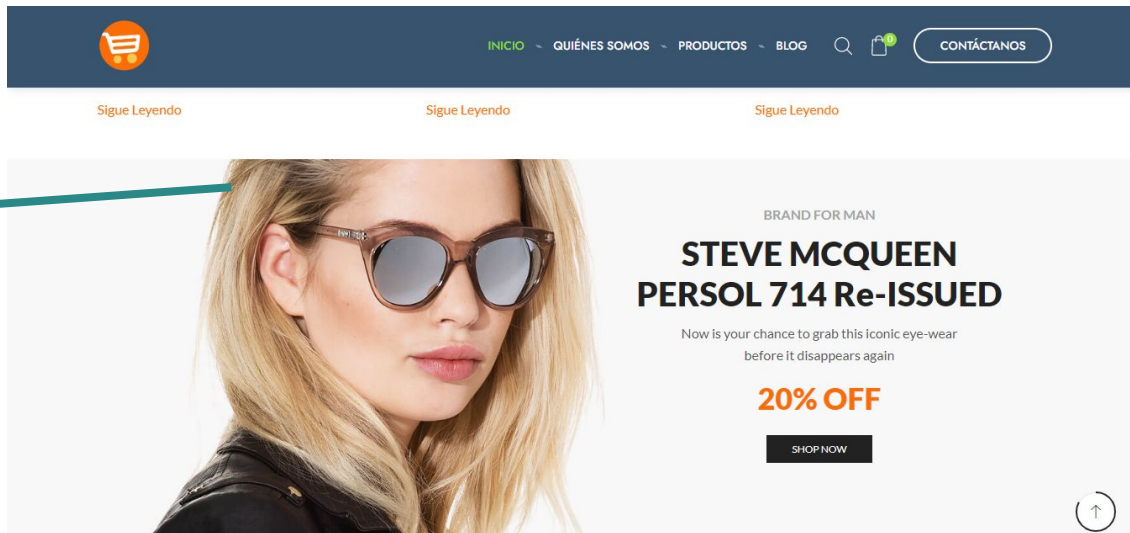 INICIO - QUIÉNES SOMOS - PRODUCTOS - BLOG 0 CONTÁCTANOS
Sigue Leyendo Sigue Leyendo Sigue Leyendo
BRAND FOR MAN
STEVE MCQUEEN
PERSOL 714 Re-ISSUED
Now is your chance to grab this iconic eye-wear
before it disappears again
20% OFF
SHOP NOW